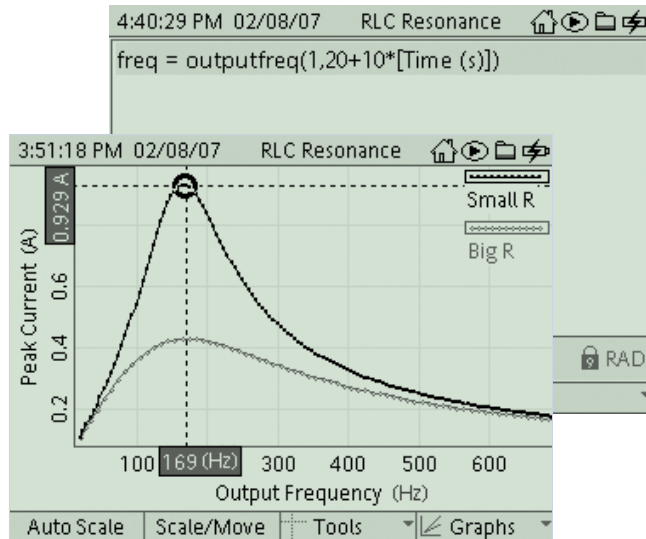 4:40:29 PM 02/08/07 RLC Resonance
freq = outputfreq(1,20+10*[Time (s)])
RAD
3:51:18 PM 02/08/07 RLC Resonance
0.929 A
Small R
Big R
Peak Current (A)
0.6
0.4
0.2
100 169 (Hz) 300 400 500 600
Output Frequency (Hz)
Auto Scale Scale/Move Tools Graphs